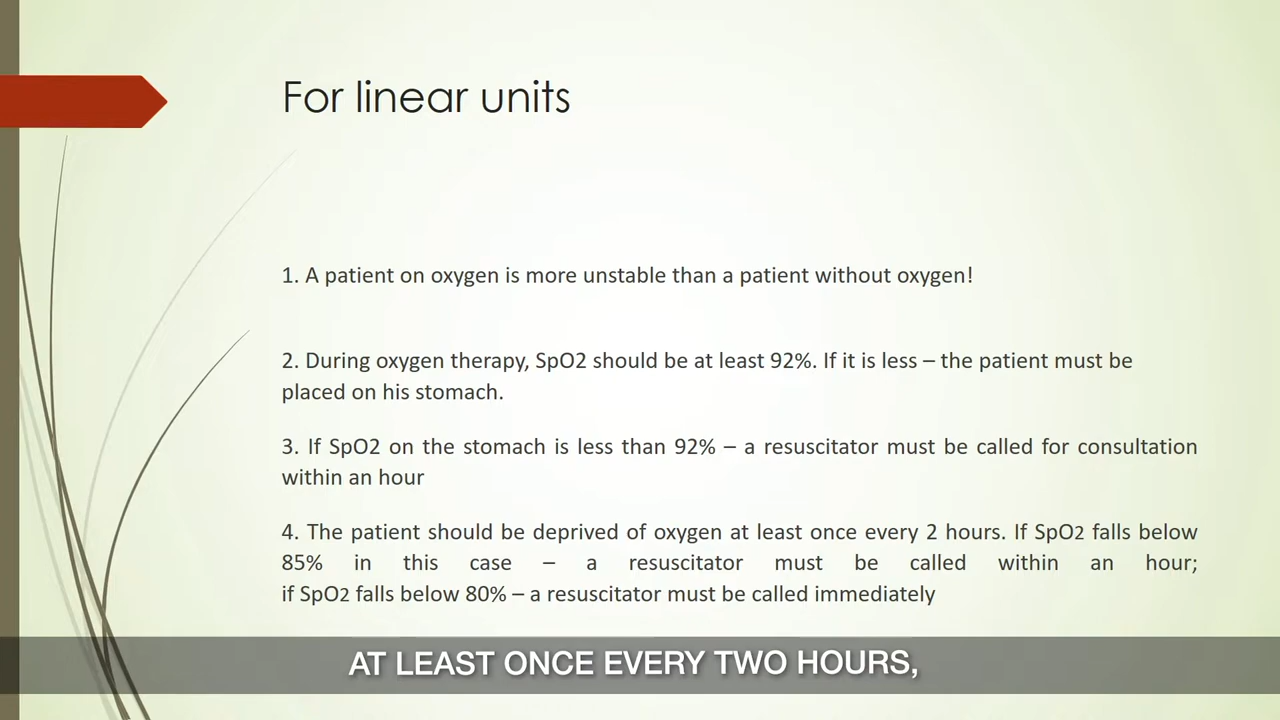 For linear units
1. A patient on oxygen is more unstable than a patient without oxygen!
2. During oxygen therapy, SpO2 should be at least 92%. If it is less – the patient must be
placed on his stomach.
3. If SpO2 on the stomach is less than 92% – a resuscitator must be called for consultation
within an hour
4. The patient should be deprived of oxygen at least once every 2 hours. If SpO2 falls below
85% in this case – a resuscitator must be called within an hour;
if SpO2 falls below 80% – a resuscitator must be called immediately
AT LEAST ONCE EVERY TWO HOURS,